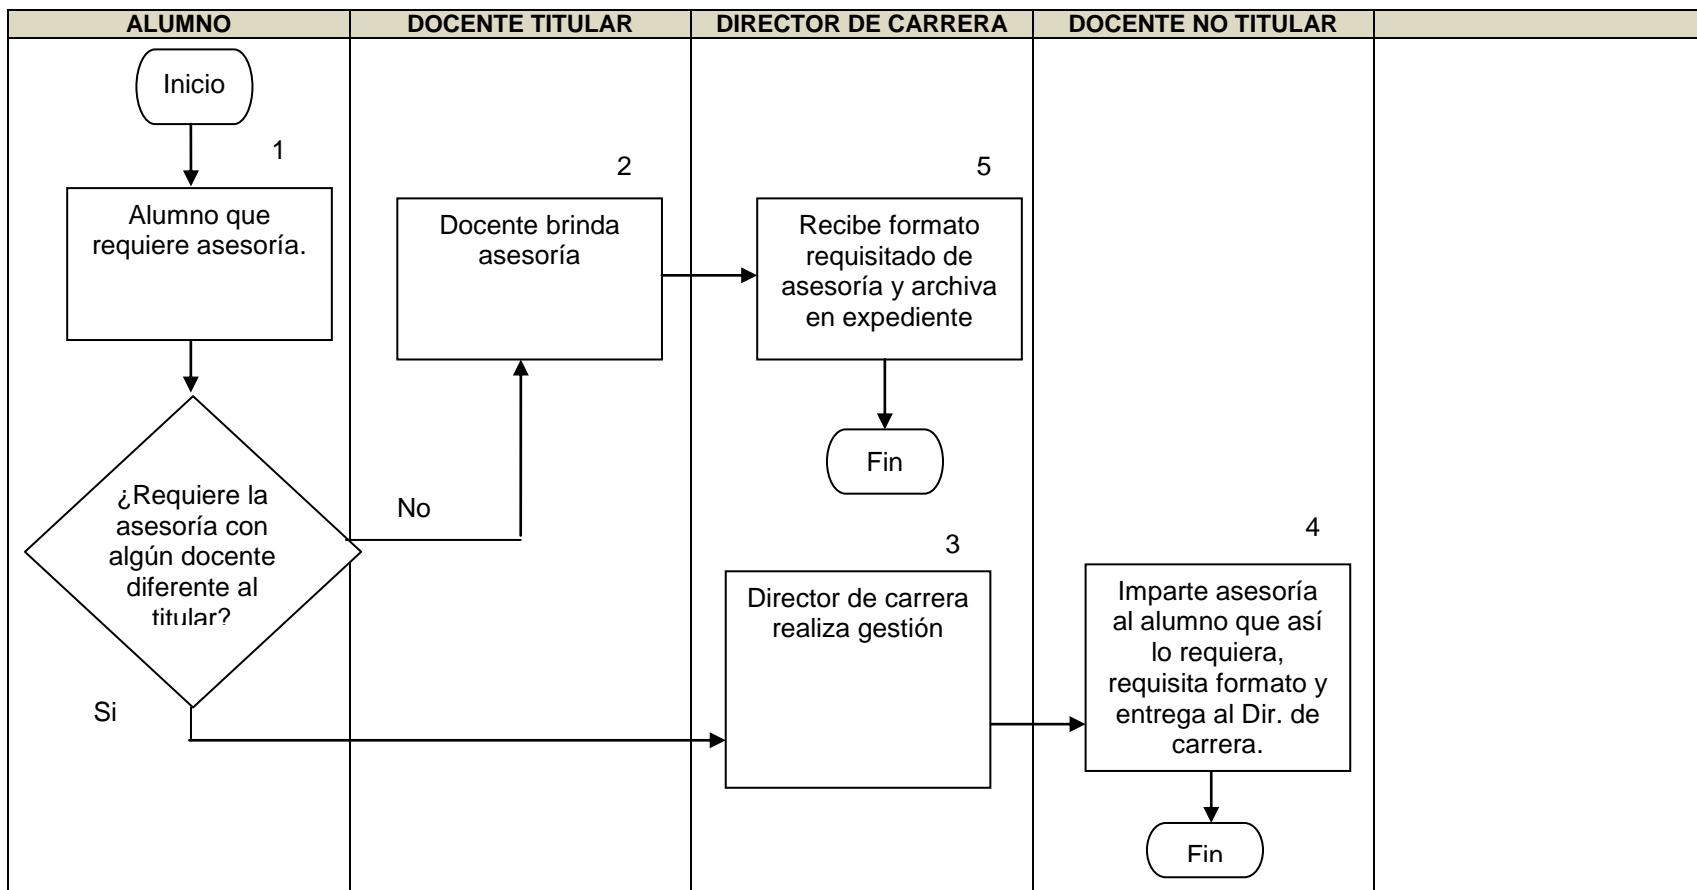 ALUMNO
DOCENTE TITULAR
DIRECTOR DE CARRERA
DOCENTE NO TITULAR
Inicio
1
Alumno que
requiere asesoría.
¿Requiere la
asesoría con
algún docente
diferente al
titular?
No
Si
2
Docente brinda
asesoría
5
Recibe formato
requisitado de
asesoría y archiva
en expediente
Fin
3
Director de carrera
realiza gestión
4
Imparte asesoría
al alumno que así
lo requiera,
requisita formato y
entrega al Dir. de
carrera.
Fin